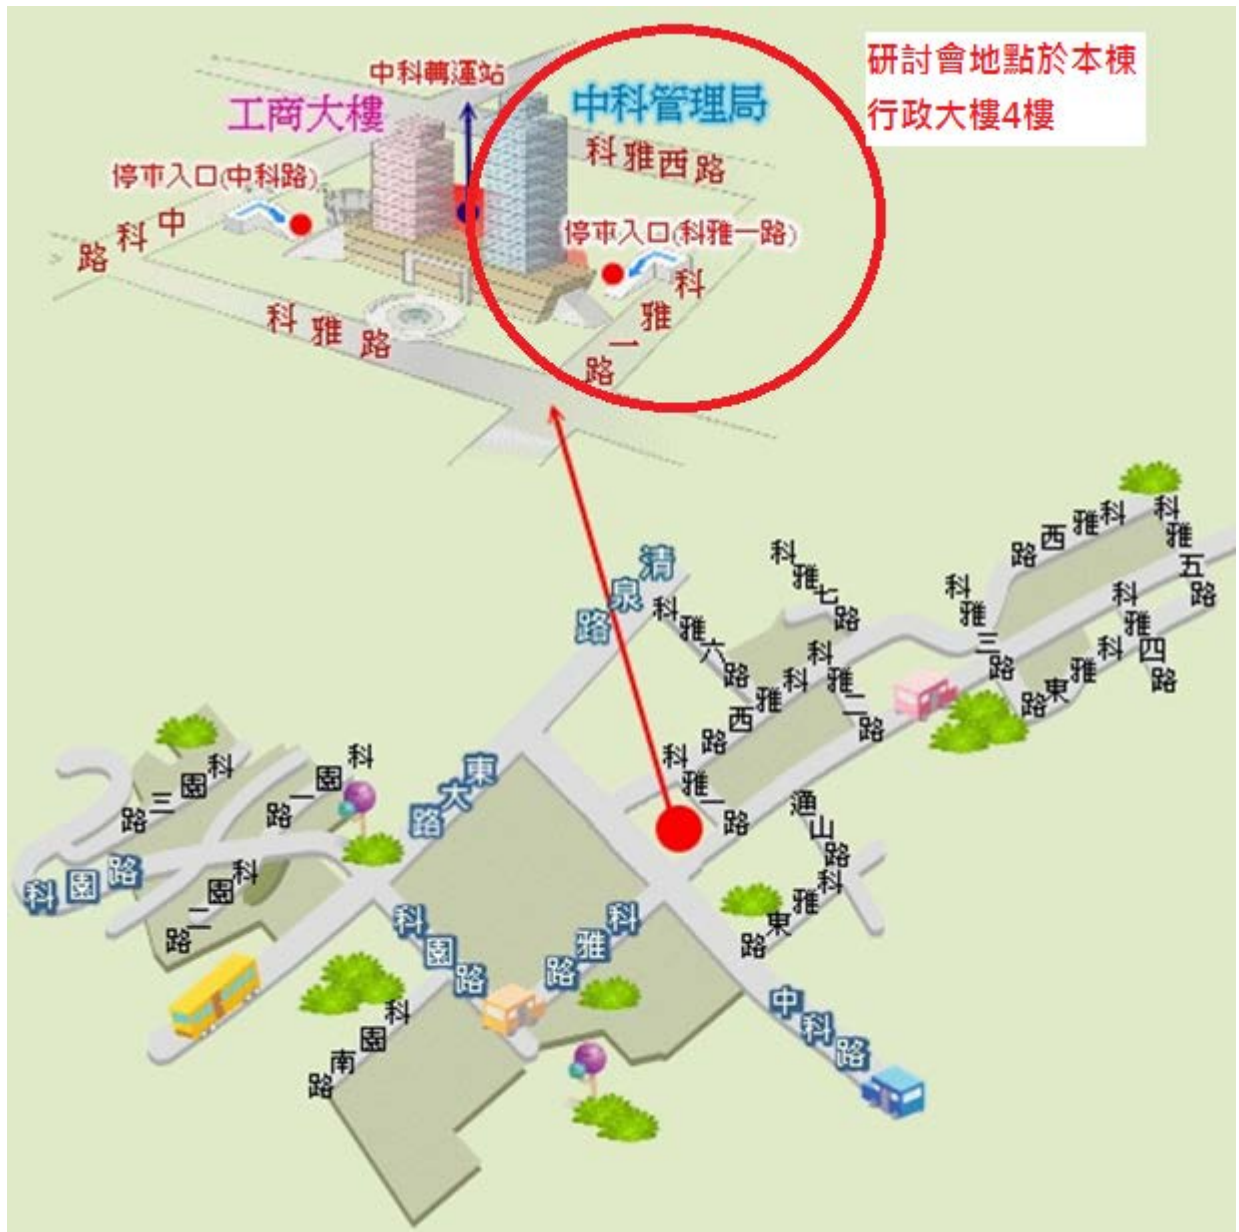 研討會地點於本棟
行政大樓4樓
中科轉運站
工商大樓
中科管理局
科雅西路
停車入口(中科路)
停車入口(科雅一路)
中科路
科雅一路
科雅路
科雅西路
科雅五路
清泉路
科雅七路
科雅六路
科雅三路
科雅四路
科雅東路
科雅西路
科雅二路
東大路
科雅一路
科園三路
科園一路
科園二路
科園路
山路
科雅東路
科園路
科雅路
科園南路
中科路